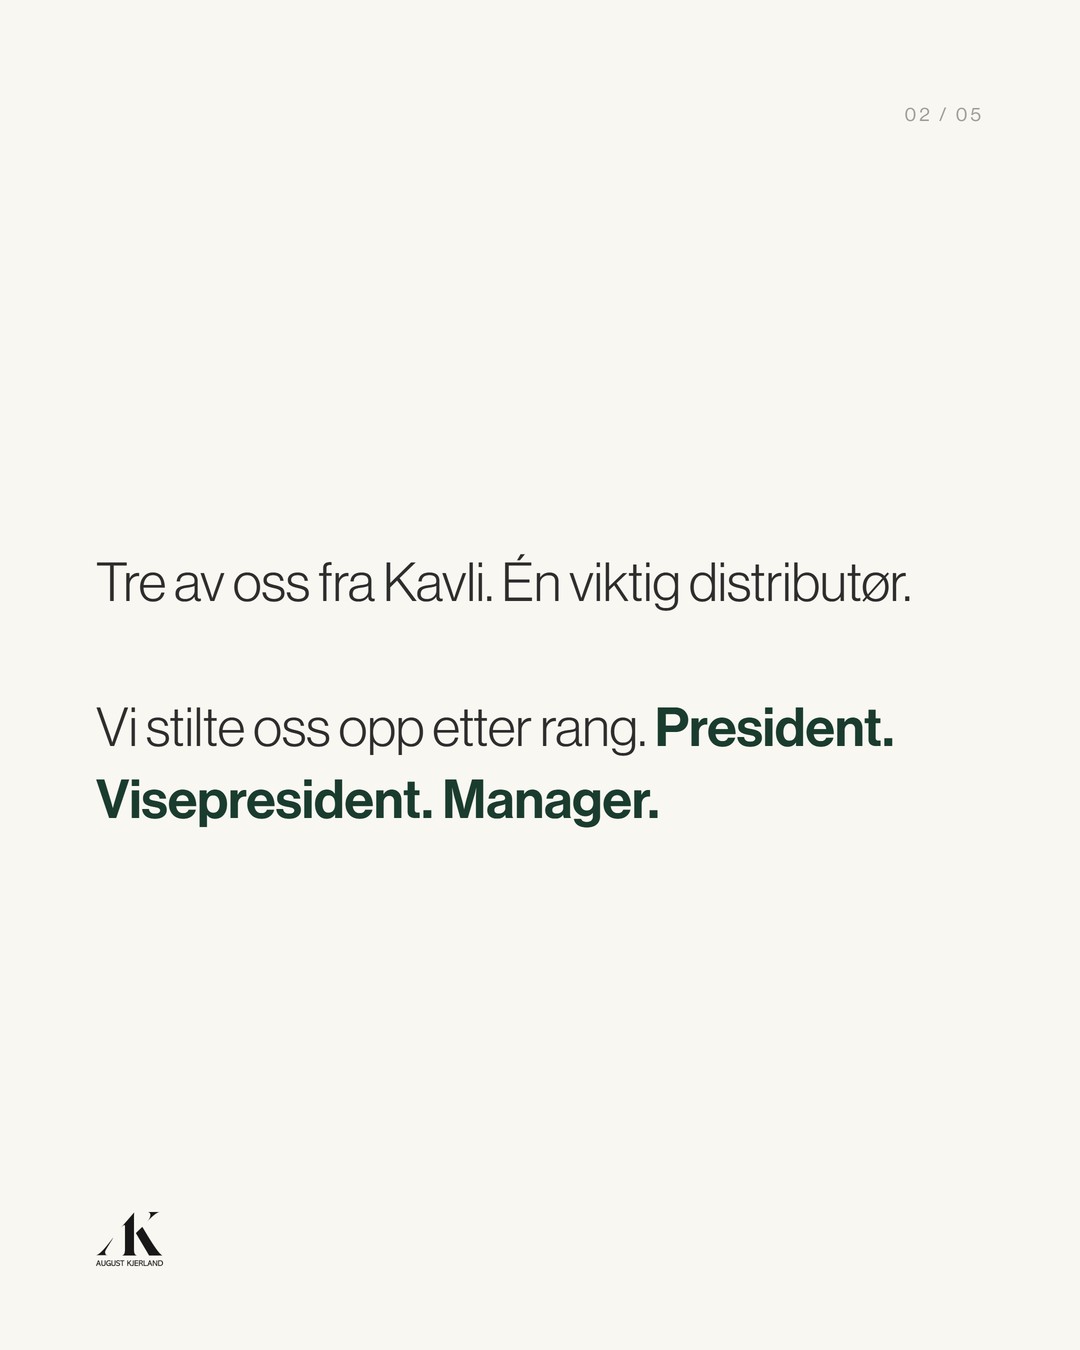 02 / 05
Tre av oss fra Kavli. Én viktig distributør.
Vi stilte oss opp etter rang. President.
Visepresident. Manager.
AK
AUGUST KJERLAND